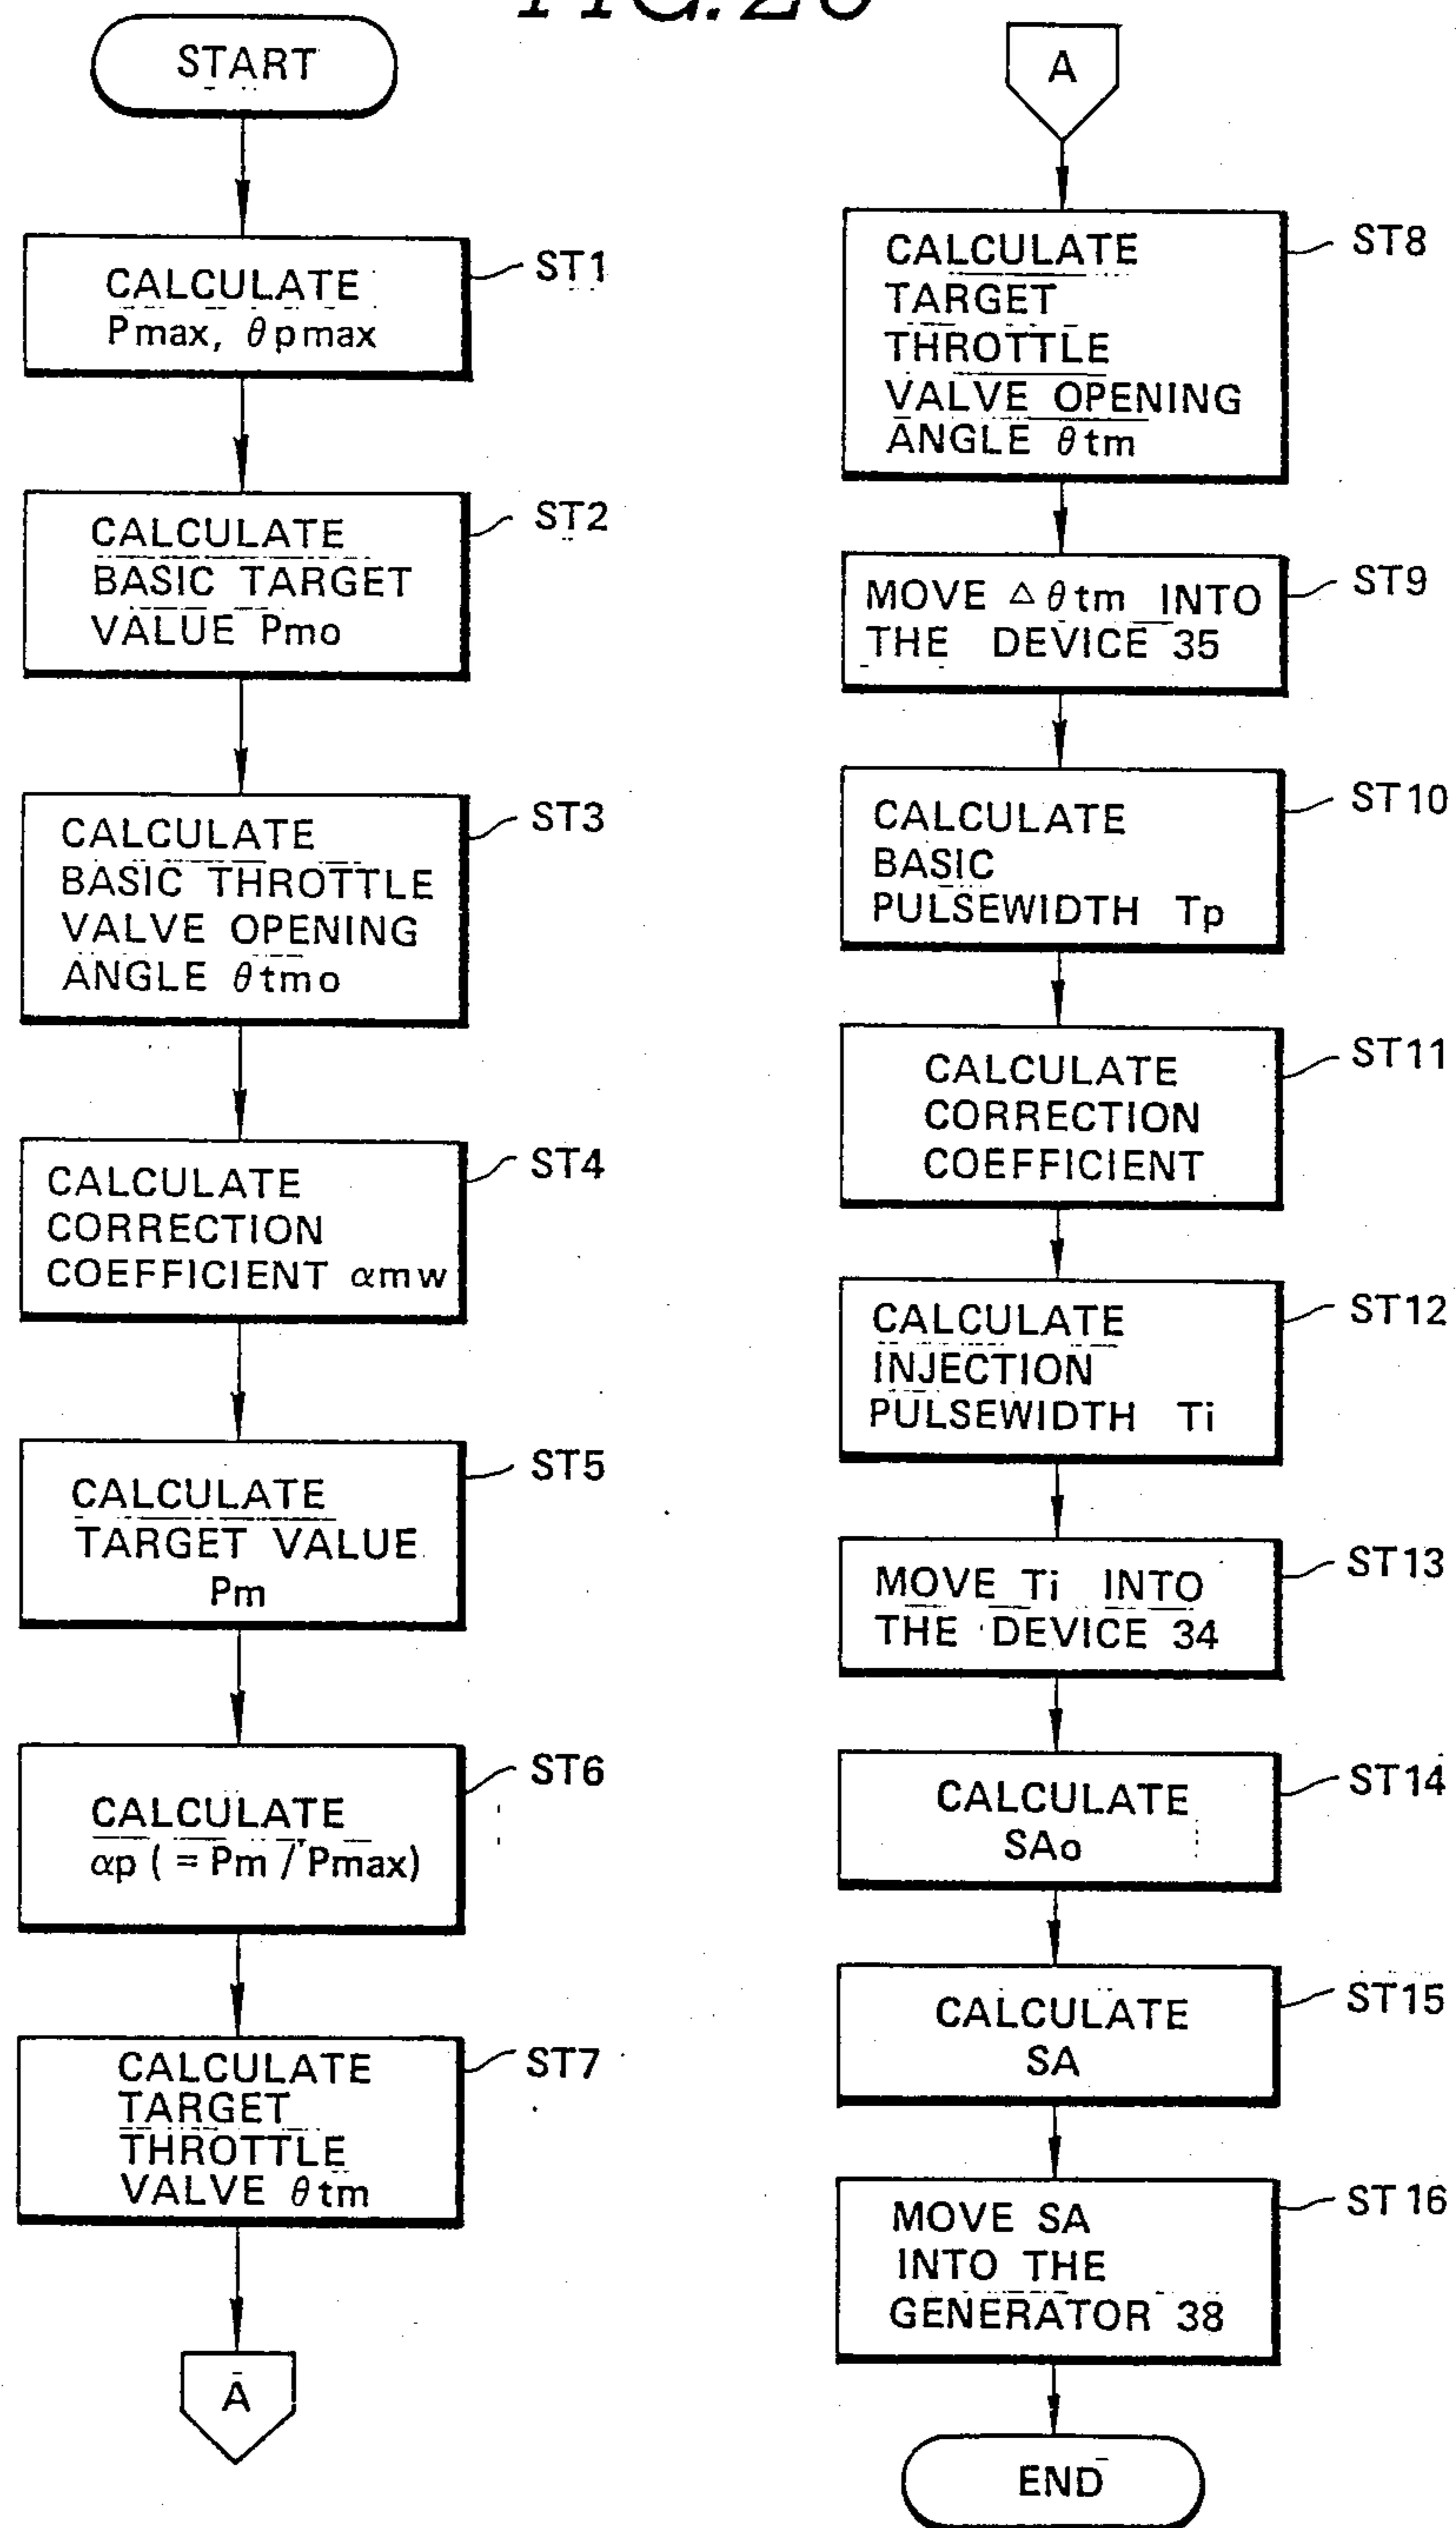 START
CALCULATE
Pmax, θpmax
ST1
CALCULATE
BASIC TARGET
VALUE Pmo
ST2
CALCULATE
BASIC THROTTLE
VALVE OPENING
ANGLE θtmo
ST3
CALCULATE
CORRECTION
COEFFICIENT αmw
ST4
CALCULATE
TARGET VALUE
Pm
ST5
CALCULATE
αp ( = Pm / Pmax)
ST6
CALCULATE
TARGET
THROTTLE
VALVE θtm
ST7
A
A
CALCULATE
TARGET
THROTTLE
VALVE OPENING
ANGLE θtm
ST8
MOVE △θtm INTO
THE DEVICE 35
ST9
CALCULATE
BASIC
PULSEWIDTH Tp
ST10
CALCULATE
CORRECTION
COEFFICIENT
ST11
CALCULATE
INJECTION
PULSEWIDTH Ti
ST12
MOVE Ti INTO
THE DEVICE 34
ST13
CALCULATE
SAo
ST14
CALCULATE
SA
ST15
MOVE SA
INTO THE
GENERATOR 38
ST16
END